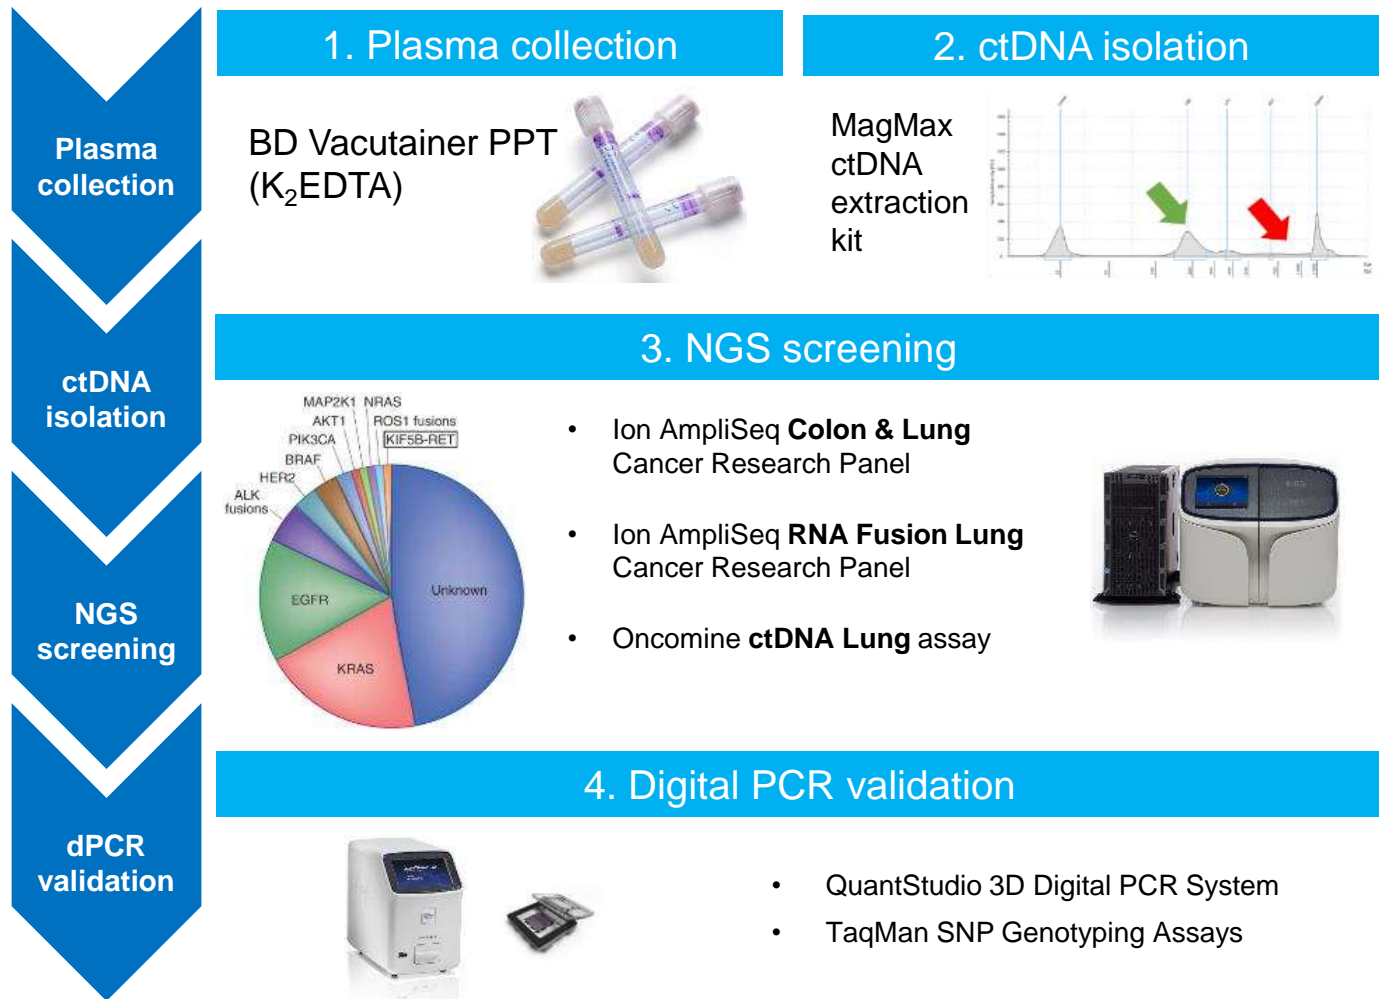 Plasma
collection
ctDNA
isolation
NGS
screening
dPCR
validation
1. Plasma collection
BD Vacutainer PPT
(K₂EDTA)
2. ctDNA isolation
MagMax
ctDNA
extraction
kit
3. NGS screening
MAP2K1
NRAS
AKT1
ROS1 fusions
PIK3CA
KIF5B-RET
BRAF
HER2
ALK
fusions
EGFR
Unknown
KRAS
• Ion AmpliSeq Colon & Lung
Cancer Research Panel
• Ion AmpliSeq RNA Fusion Lung
Cancer Research Panel
• Oncomine ctDNA Lung assay
4. Digital PCR validation
• QuantStudio 3D Digital PCR System
• TaqMan SNP Genotyping Assays